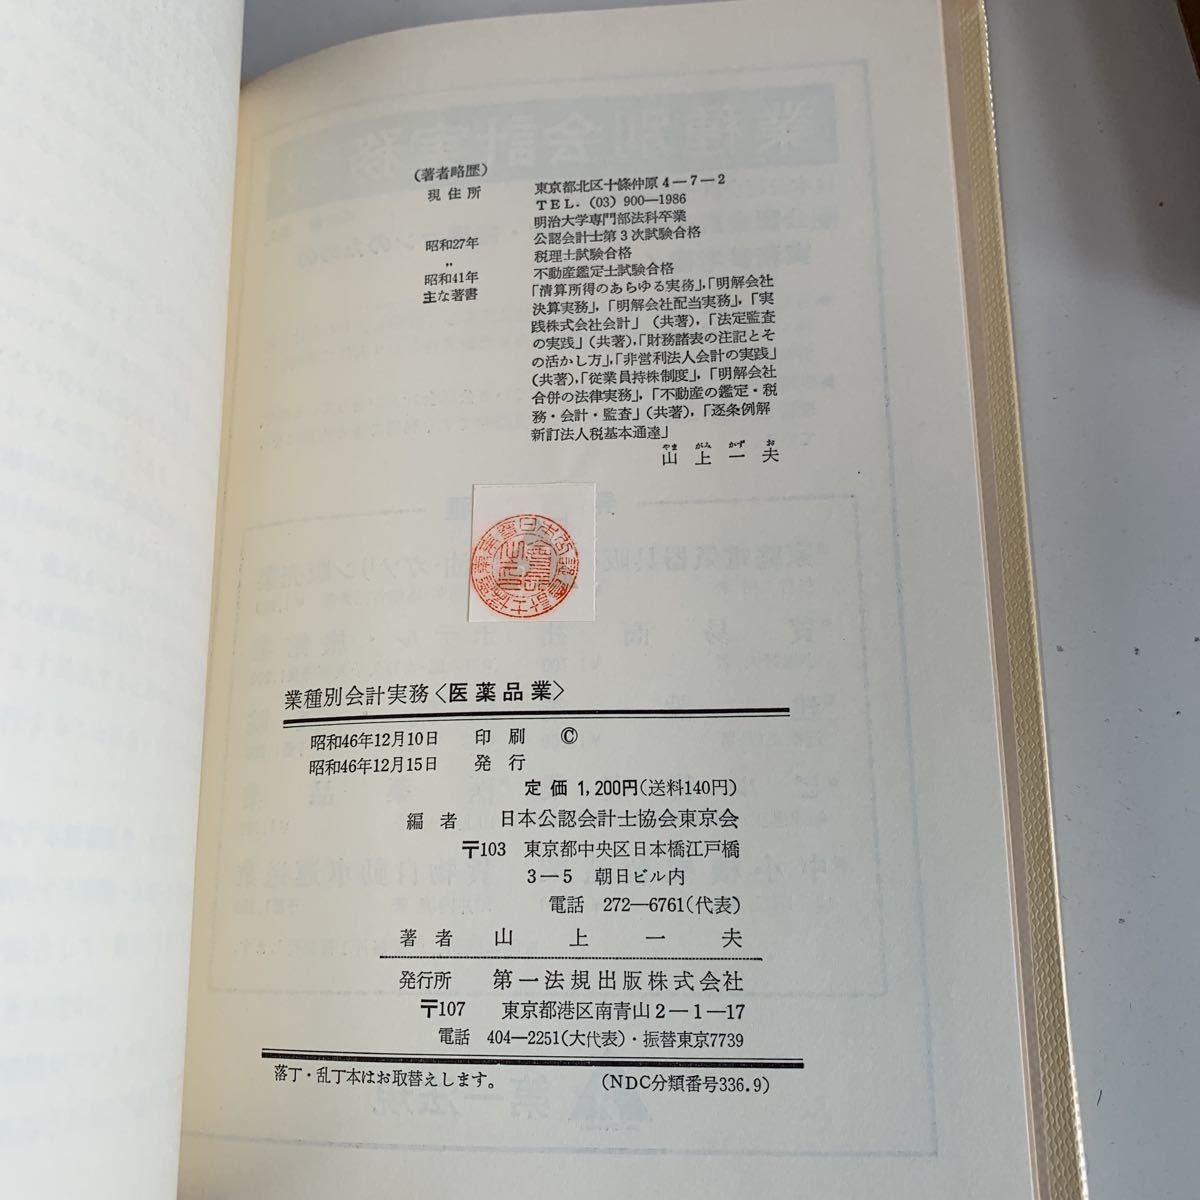 (著者略歴)
現住所 東京都北区十條仲原4―7―2
TEL. (03) 900―1986
明治大学専門部法科卒業
昭和27年 公認会計士第3次試験合格
〃 税理士試験合格
昭和41年 不動産鑑定士試験合格
主な著書 「清算所得のあらゆる実務」,「明解会社
決算実務」,「明解会社配当実務」,「実
践株式会社会計」(共著),「法定監査
の実践」(共著),「財務諸表の注記とそ
の活かし方」,「非営利法人会計の実践」
(共著),「従業員持株制度」,「明解会社
合併の法律実務」,「不動産の鑑定・税
務・会計・監査」(共著),「逐条例解
新訂法人税基本通達」
やま がみ かず お
山上一夫
業種別会計実務〈医薬品業〉
昭和46年12月10日 印刷 ©
昭和46年12月15日 発行
定価 1,200円(送料140円)
編者 日本公認会計士協会東京会
〒103 東京都中央区日本橋江戸橋
3―5 朝日ビル内
電話 272―6761(代表)
著者 山上一夫
発行所 第一法規出版株式会社
〒107 東京都港区南青山2―1―17
電話 404―2251(大代表)・振替東京7739
落丁・乱丁本はお取替えします。 (NDC分類番号336.9)